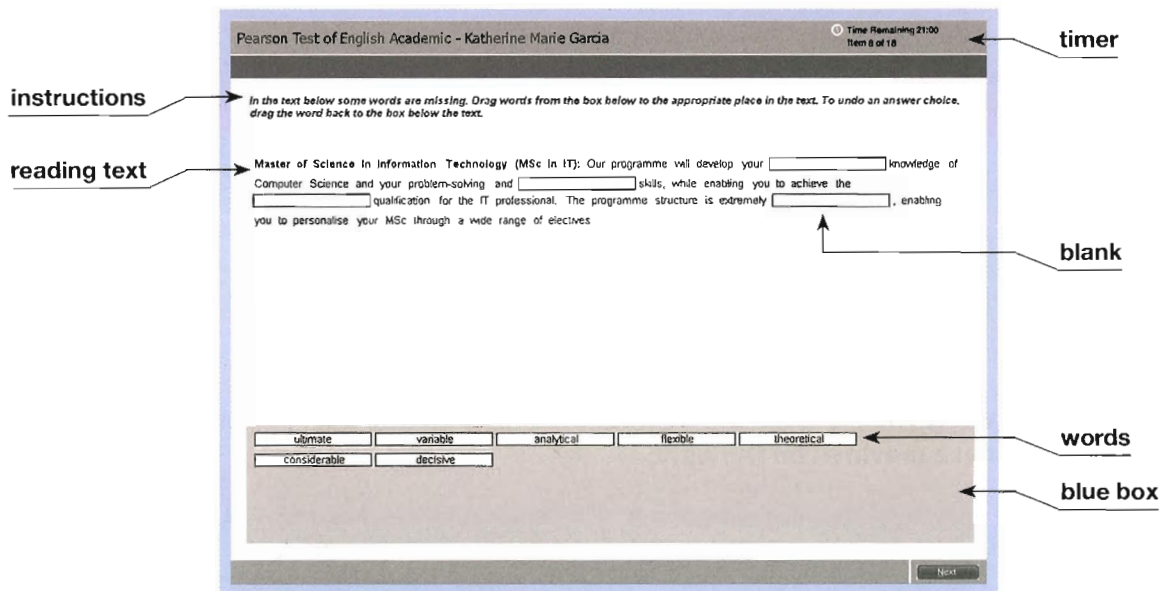 Pearson Test of English Academic - Katherine Marie Garcia
Time Remaining 21:00
Item 8 of 18
timer
instructions
In the text below some words are missing. Drag words from the box below to the appropriate place in the text. To undo an answer choice,
drag the word back to the box below the text.
reading text
Master of Science in Information Technology (MSc in IT): Our programme will develop your knowledge of
Computer Science and your problem-solving and skills, while enabling you to achieve the
qualification for the IT professional. The programme structure is extremely , enabling
you to personalise your MSc through a wide range of electives
blank
ultimate variable analytical flexible theoretical
words
considerable decisive
blue box
Next